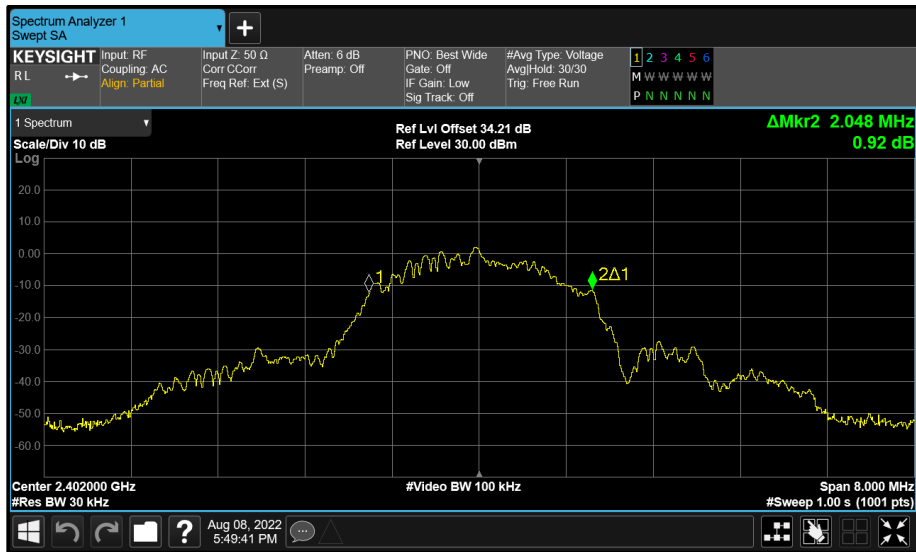 Spectrum Analyzer 1
Swept SA
+
KEYSIGHT
R L
LXI
Input: RF
Coupling: AC
Align: Partial
Input Z: 50 Ω
Corr CCorr
Freq Ref: Ext (S)
Atten: 6 dB
Preamp: Off
PNO: Best Wide
Gate: Off
IF Gain: Low
Sig Track: Off
#Avg Type: Voltage
Avg|Hold: 30/30
Trig: Free Run
1 2 3 4 5 6
M W W W W W
P N N N N N
1 Spectrum
Scale/Div 10 dB
Ref Lvl Offset 34.21 dB
Ref Level 30.00 dBm
ΔMkr2 2.048 MHz
0.92 dB
Log
20.0
10.0
0.00
-10.0
-20.0
-30.0
-40.0
-50.0
-60.0
1
2Δ1
Center 2.402000 GHz
#Res BW 30 kHz
#Video BW 100 kHz
Span 8.000 MHz
#Sweep 1.00 s (1001 pts)
?
Aug 08, 2022
5:49:41 PM